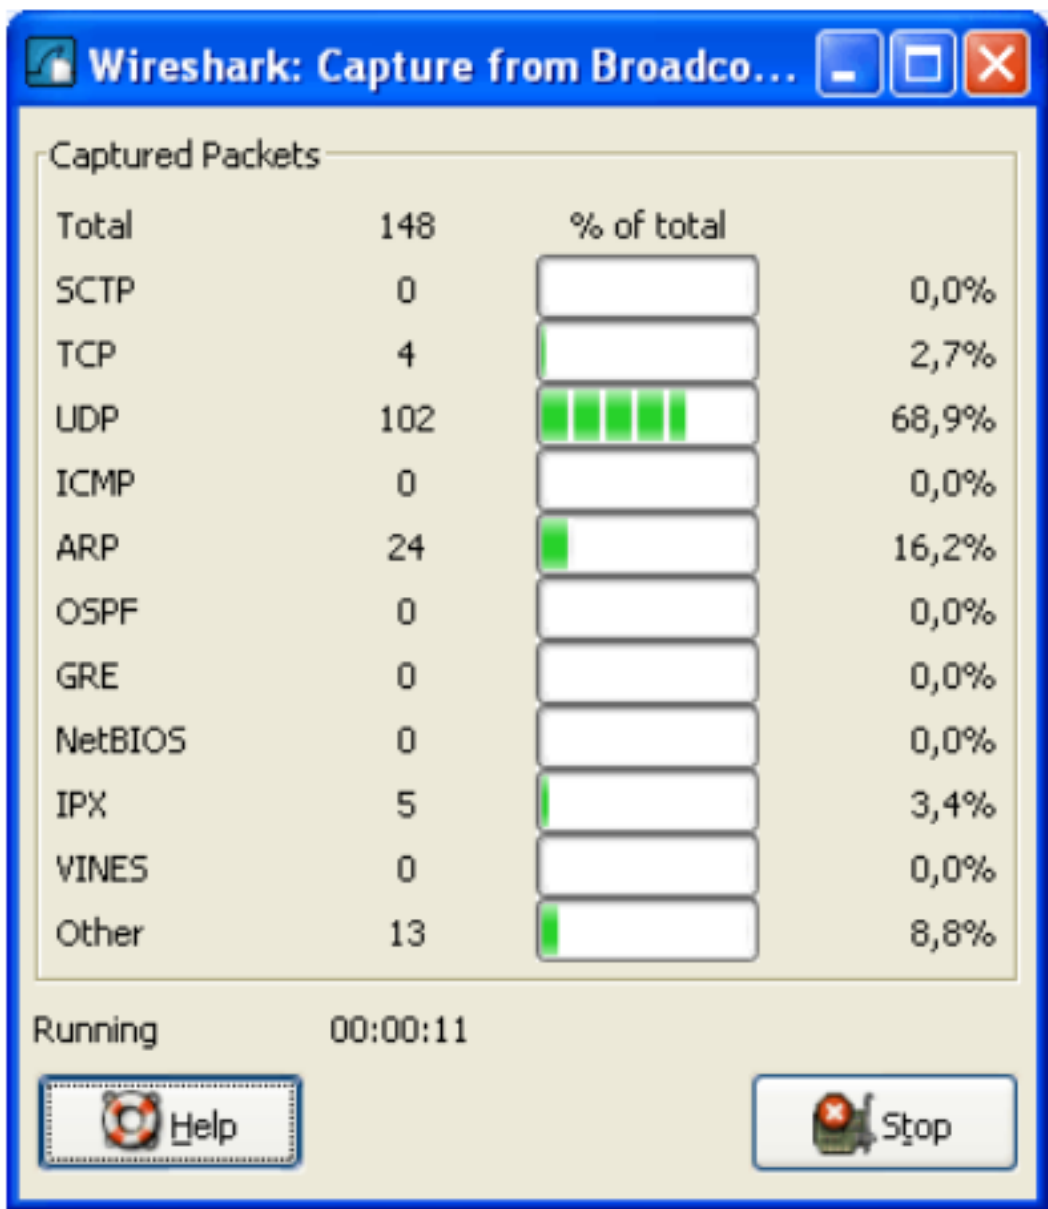 Wireshark: Capture from Broadco...
Captured Packets
Total 148 % of total
SCTP 0 0,0%
TCP 4 2,7%
UDP 102 68,9%
ICMP 0 0,0%
ARP 24 16,2%
OSPF 0 0,0%
GRE 0 0,0%
NetBIOS 0 0,0%
IPX 5 3,4%
VINES 0 0,0%
Other 13 8,8%
Running 00:00:11
Help Stop